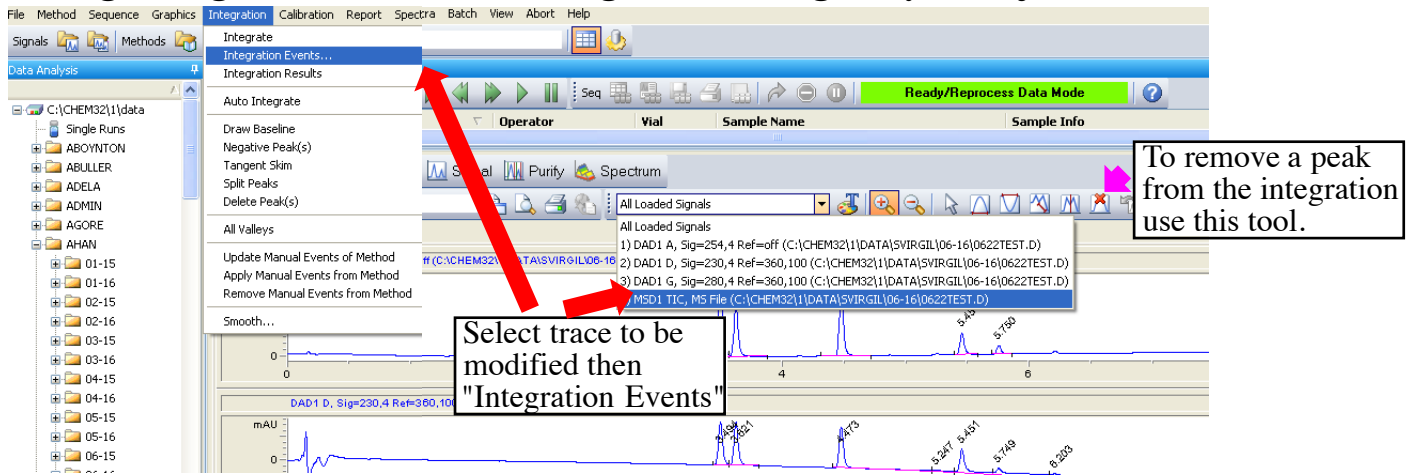 File Method Sequence Graphics Integration Calibration Report Spectra Batch View Abort Help
Signals Methods
Integrate
Integration Events...
Integration Results
Auto Integrate
Draw Baseline
Negative Peak(s)
Tangent Skim
Split Peaks
Delete Peak(s)
All Valleys
Update Manual Events of Method
Apply Manual Events from Method
Remove Manual Events from Method
Smooth...
Data Analysis
C:\CHEM32\1\data
Single Runs
ABOYNTON
ABULLER
ADELA
ADMIN
AGORE
AHAN
01-15
01-16
02-15
02-16
03-15
03-16
04-15
04-16
05-15
05-16
06-15
Seq Ready/Reprocess Data Mode
Operator Vial Sample Name Sample Info
Purify Spectrum
All Loaded Signals
All Loaded Signals
1) DAD1 A, Sig=254,4 Ref=off (C:\CHEM32\1\DATA\SVIRGIL\06-16\0622TEST.D)
2) DAD1 D, Sig=230,4 Ref=360,100 (C:\CHEM32\1\DATA\SVIRGIL\06-16\0622TEST.D)
3) DAD1 G, Sig=280,4 Ref=360,100 (C:\CHEM32\1\DATA\SVIRGIL\06-16\0622TEST.D)
MSD1 TIC, MS File (C:\CHEM32\1\DATA\SVIRGIL\06-16\0622TEST.D)
To remove a peak
from the integration
use this tool.
Select trace to be
modified then
"Integration Events"
5.750
0
0 4 6
DAD1 D, Sig=230,4 Ref=360,10
mAU
0
3.494 3.621 4.473 5.247 5.451 5.749 6.203